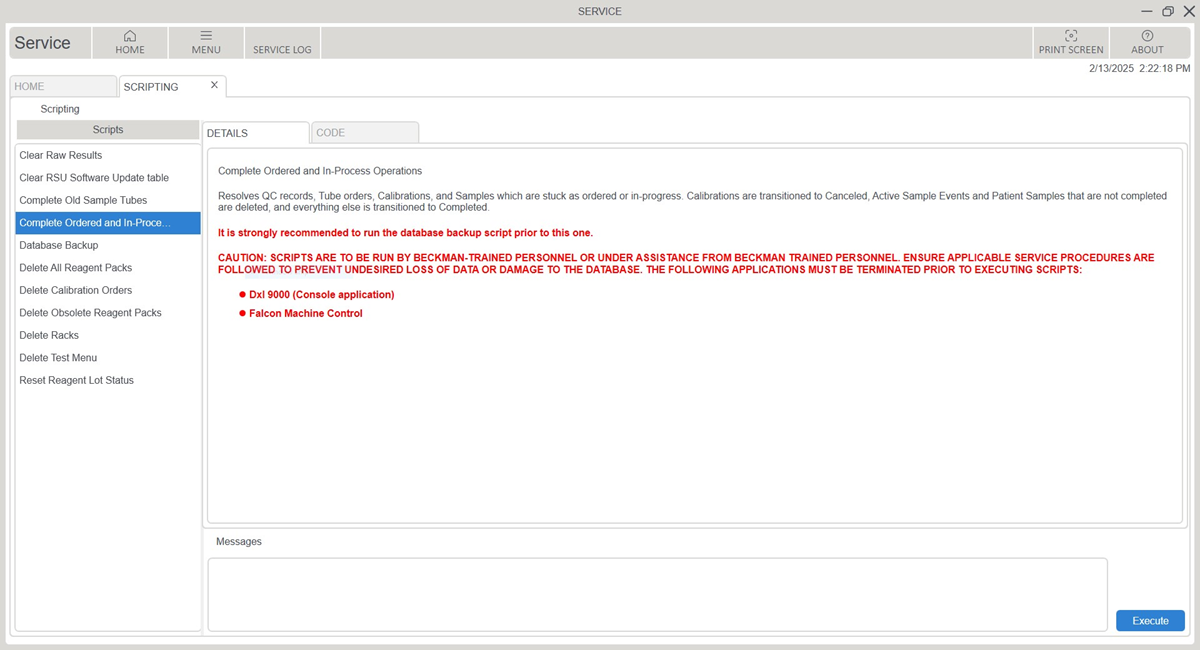 SERVICE
Service
HOME
MENU
SERVICE LOG
PRINT SCREEN
ABOUT
2/13/2025 2:22:18 PM
HOME
SCRIPTING
Scripting
Scripts
Clear Raw Results
Clear RSU Software Update table
Complete Old Sample Tubes
Complete Ordered and In-Proce...
Database Backup
Delete All Reagent Packs
Delete Calibration Orders
Delete Obsolete Reagent Packs
Delete Racks
Delete Test Menu
Reset Reagent Lot Status
DETAILS
CODE
Complete Ordered and In-Process Operations
Resolves QC records, Tube orders, Calibrations, and Samples which are stuck as ordered or in-progress. Calibrations are transitioned to Canceled, Active Sample Events and Patient Samples that are not completed
are deleted, and everything else is transitioned to Completed.
It is strongly recommended to run the database backup script prior to this one.
CAUTION: SCRIPTS ARE TO BE RUN BY BECKMAN-TRAINED PERSONNEL OR UNDER ASSISTANCE FROM BECKMAN TRAINED PERSONNEL. ENSURE APPLICABLE SERVICE PROCEDURES ARE
FOLLOWED TO PREVENT UNDESIRED LOSS OF DATA OR DAMAGE TO THE DATABASE. THE FOLLOWING APPLICATIONS MUST BE TERMINATED PRIOR TO EXECUTING SCRIPTS:
● DxI 9000 (Console application)
● Falcon Machine Control
Messages
Execute